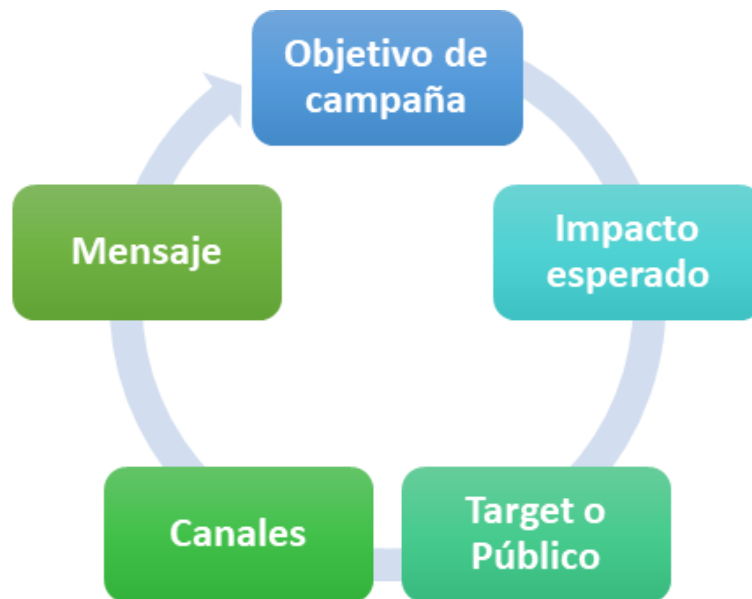 Objetivo de
campaña
Impacto
esperado
Target o
Público
Canales
Mensaje